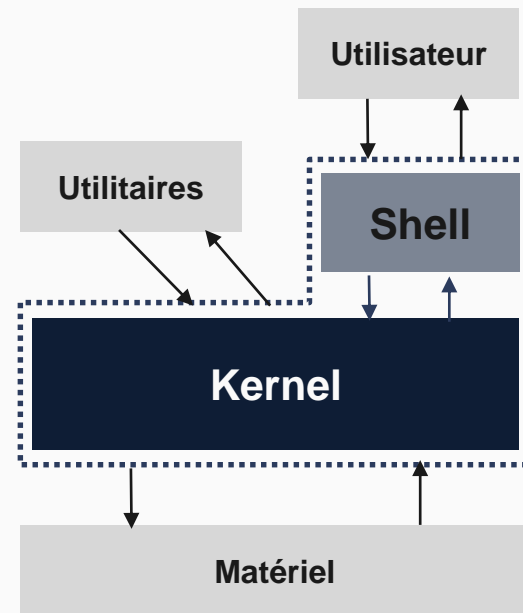 Utilisateur
Utilitaires
Shell
Kernel
Matériel